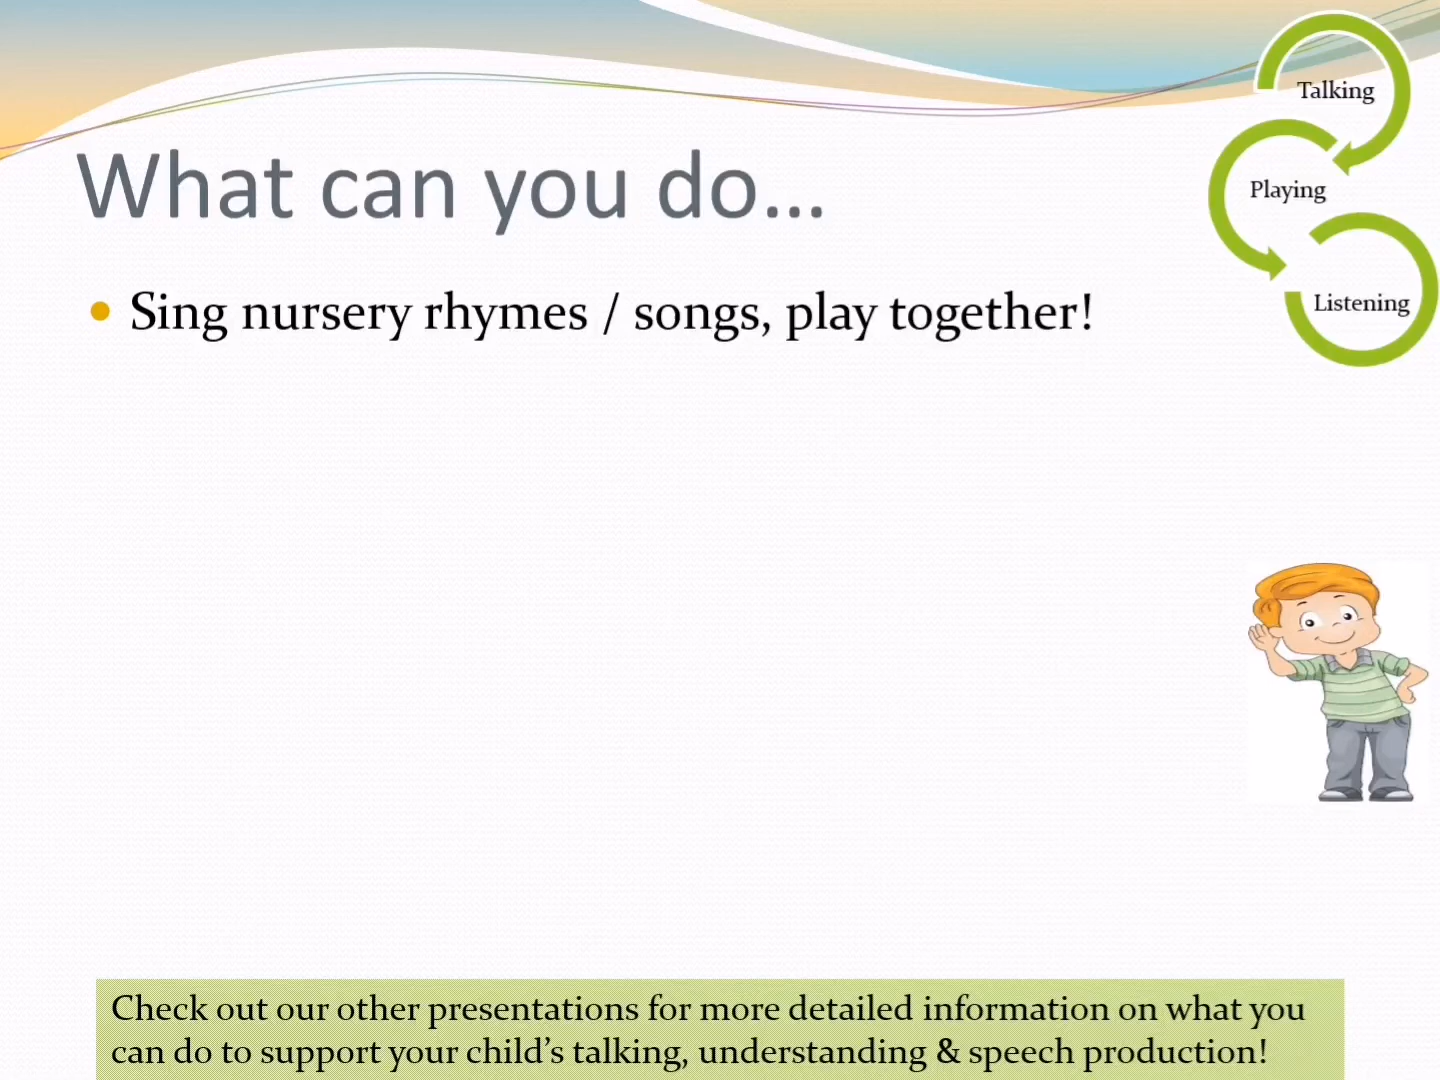 What can you do…
Sing nursery rhymes / songs, play together!
Talking
Playing
Listening
Check out our other presentations for more detailed information on what you
can do to support your child’s talking, understanding & speech production!